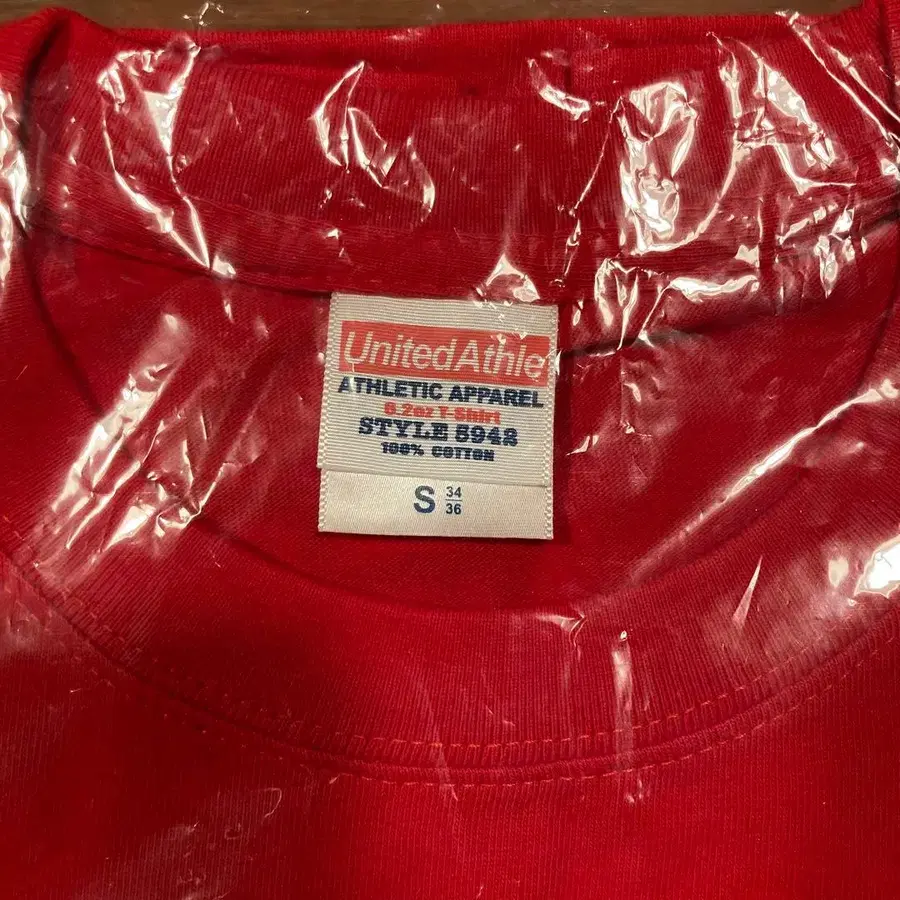 UnitedAthle
ATHLETIC APPAREL
6.2oz T-Shirt
STYLE 5942
100% COTTON
S 34
36